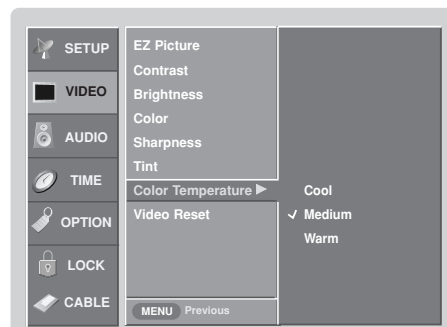 SETUP
VIDEO
AUDIO
TIME
OPTION
LOCK
CABLE
EZ Picture
Contrast
Brightness
Color
Sharpness
Tint
Color Temperature ▶
Video Reset
MENU Previous
Cool
✓ Medium
Warm